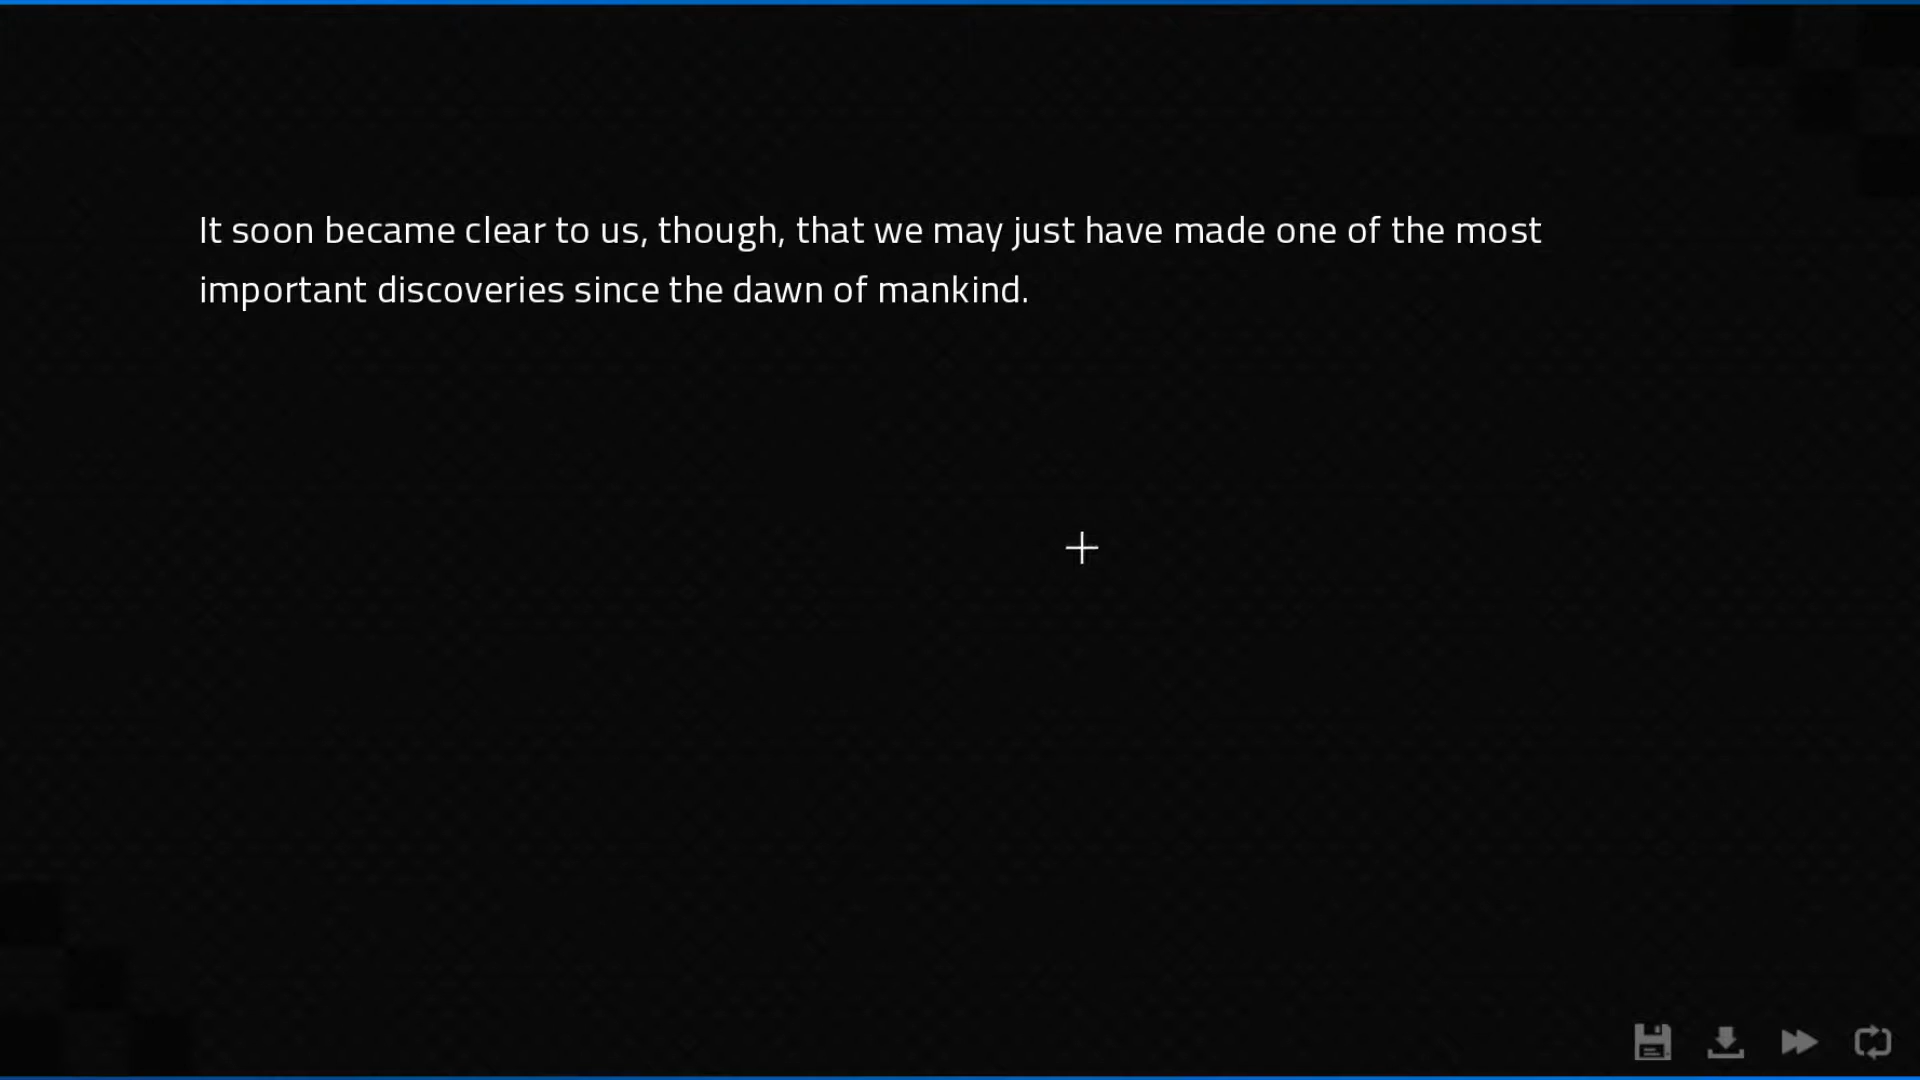 It soon became clear to us, though, that we may just have made one of the most
important discoveries since the dawn of mankind.